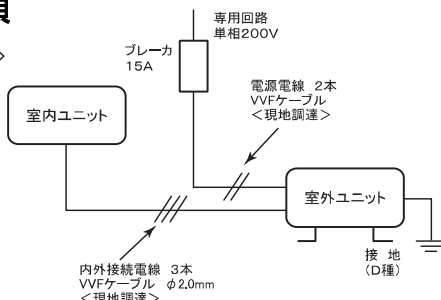 専用回路
単相200V
ブレーカ
15A
電源電線 2本
VVFケーブル
<現地調達>
室内ユニット
室外ユニット
接 地
(D種)
内外接続電線 3本
VVFケーブル φ2.0mm
<現地調達>